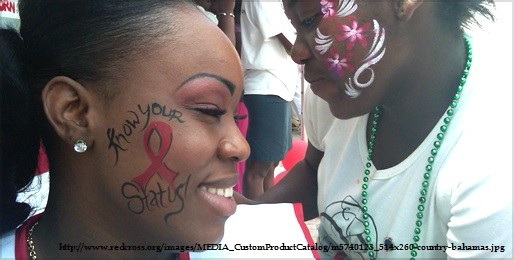 Know your
Status!
http://www.redcross.org/images/MEDIA_CustomProductCatalog/m5740123_514x260-country-bahamas.jpg